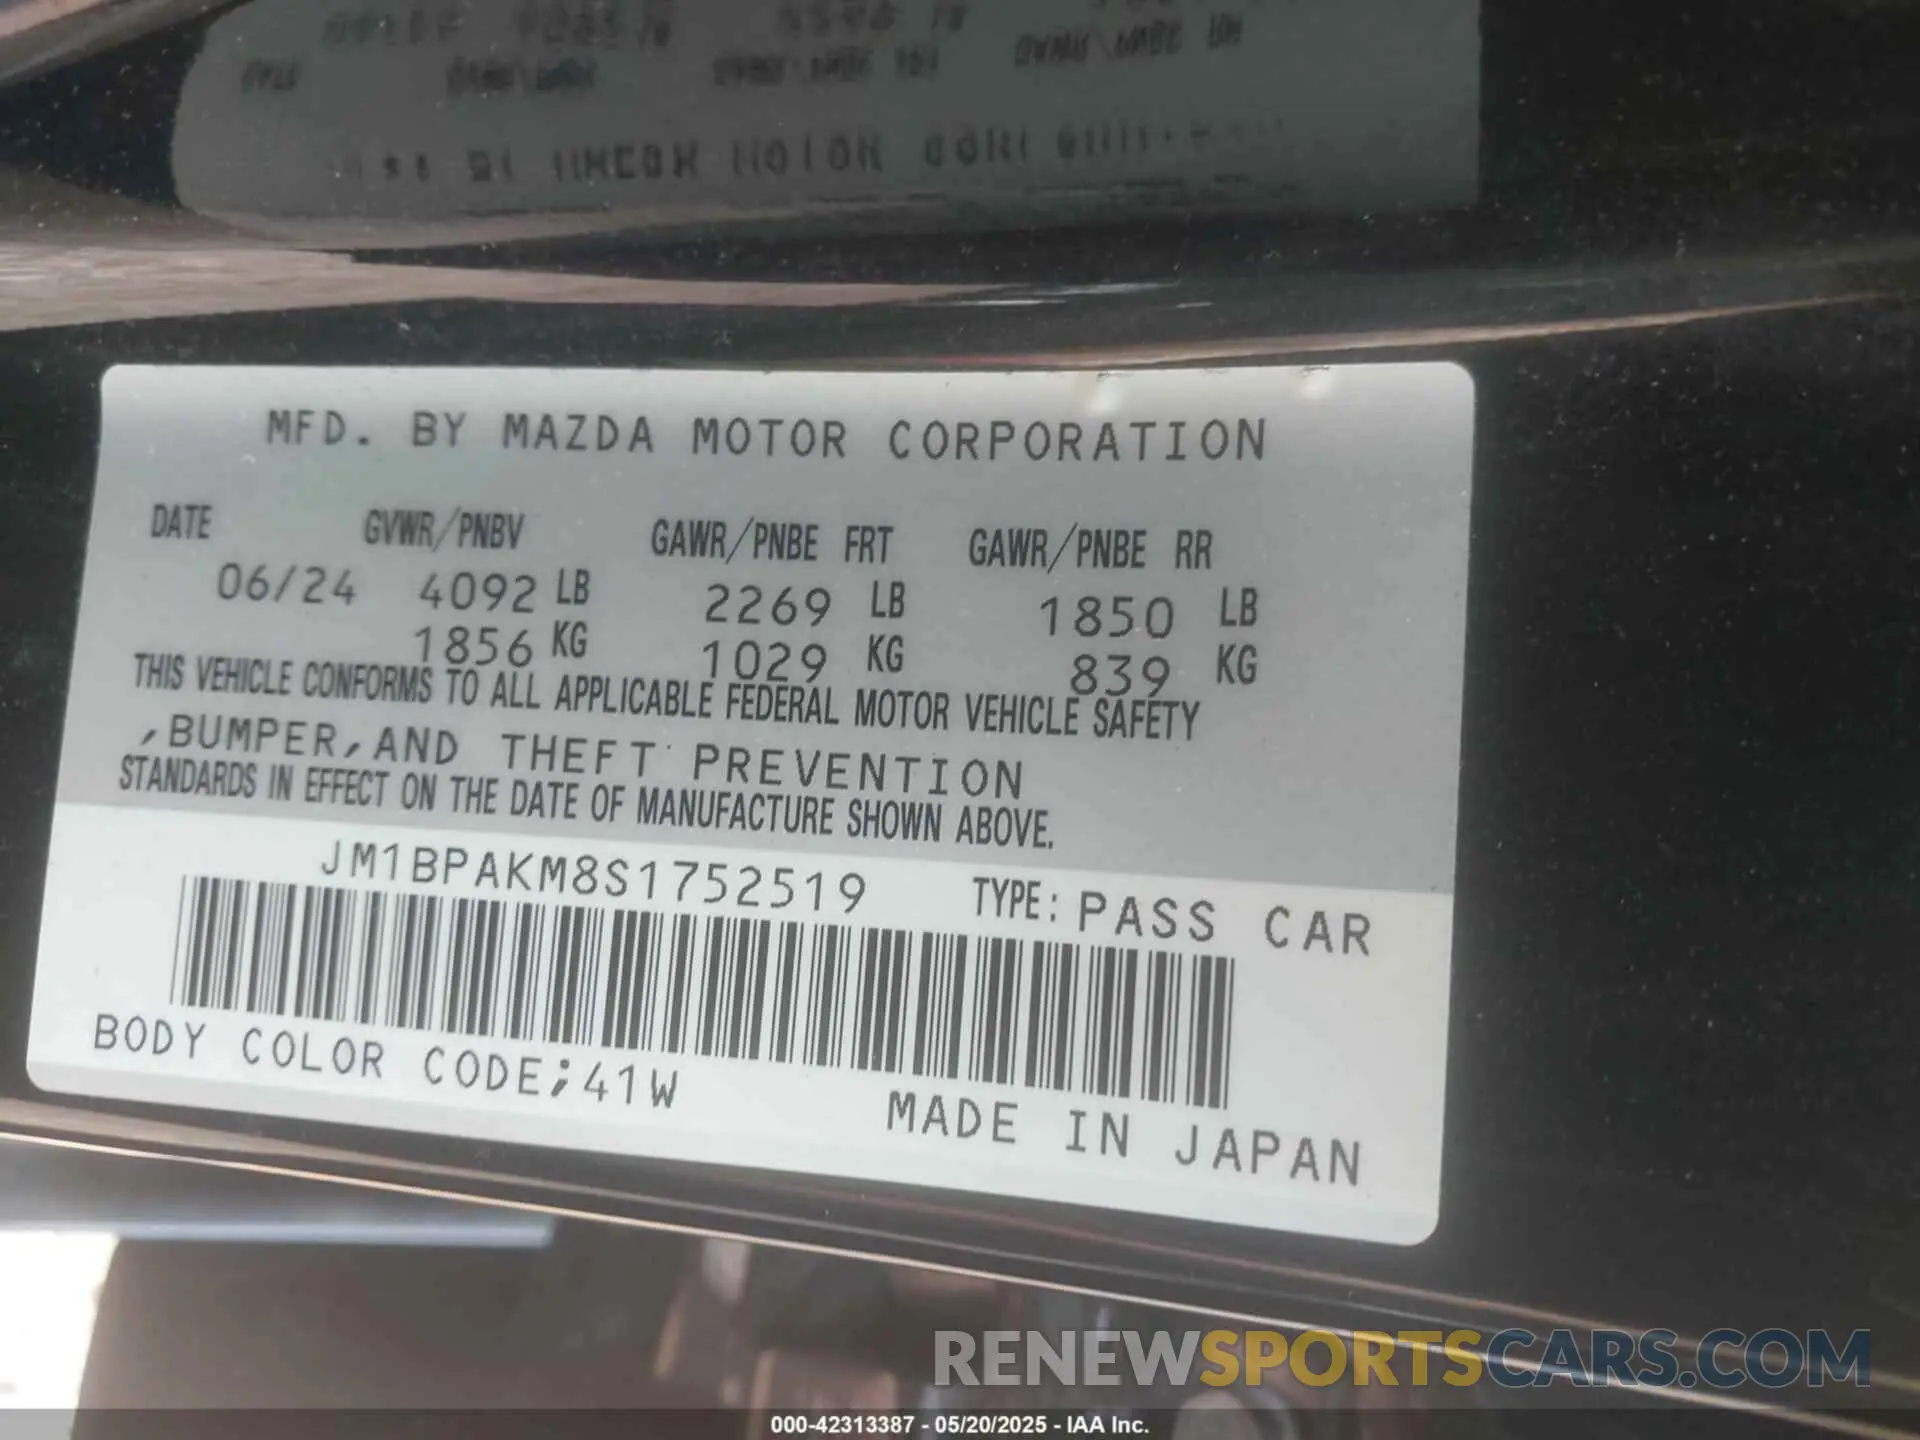 MFD. BY MAZDA MOTOR CORPORATION
DATE GVWR/PNBV GAWR/PNBE FRT GAWR/PNBE RR
06/24 4092 LB 2269 LB 1850 LB
1856 KG 1029 KG 839 KG
THIS VEHICLE CONFORMS TO ALL APPLICABLE FEDERAL MOTOR VEHICLE SAFETY
,BUMPER,AND THEFT PREVENTION
STANDARDS IN EFFECT ON THE DATE OF MANUFACTURE SHOWN ABOVE.
JM1BPAKM8S1752519 TYPE: PASS CAR
BODY COLOR CODE;41W
MADE IN JAPAN
RENEWSPORTSCARS.COM
000-42313387 - 05/20/2025 - IAA Inc.